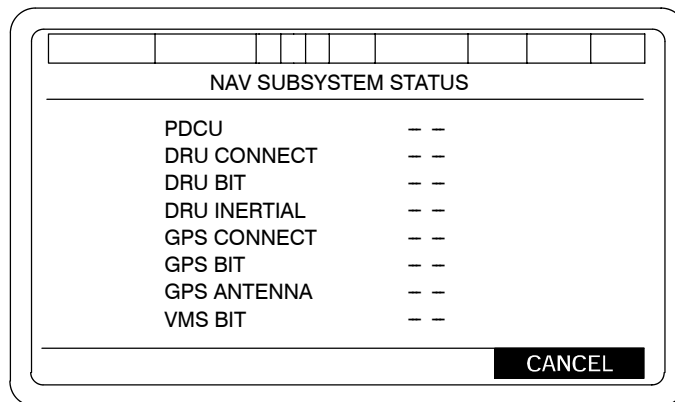 NAV SUBSYSTEM STATUS
PDCU – –
DRU CONNECT – –
DRU BIT – –
DRU INERTIAL – –
GPS CONNECT – –
GPS BIT – –
GPS ANTENNA – –
VMS BIT – –
CANCEL